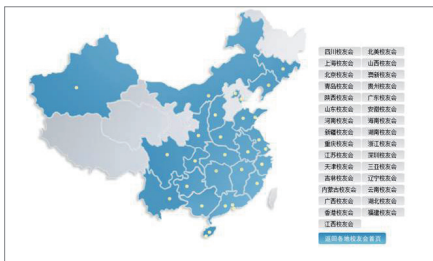 四川校友会 北美校友会
上海校友会 山西校友会
北京校友会
青岛校友会 贵州校友会
陕西校友会 广东校友会
山东校友会 安徽校友会
河南校友会 海南校友会
新疆校友会 湖南校友会
重庆校友会 浙江校友会
江苏校友会 深圳校友会
天津校友会 三亚校友会
吉林校友会 辽宁校友会
内蒙古校友会 云南校友会
广西校友会 湖北校友会
香港校友会 福建校友会
江西校友会
返回各地校友会首页